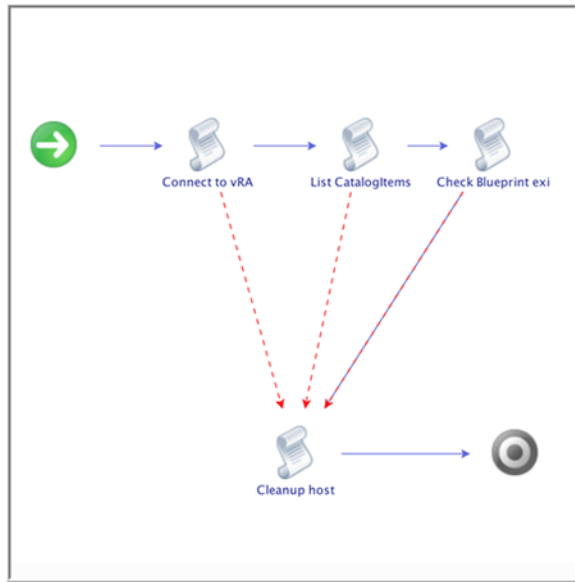 Connect to vRA
List CatalogItems
Check Blueprint exi
Cleanup host